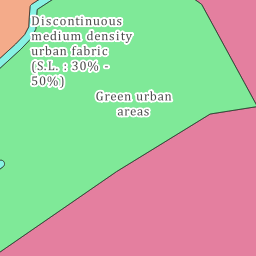 Discontinuous
medium density
urban fabric
(S.L. : 30% -
50%)
Green urban
areas